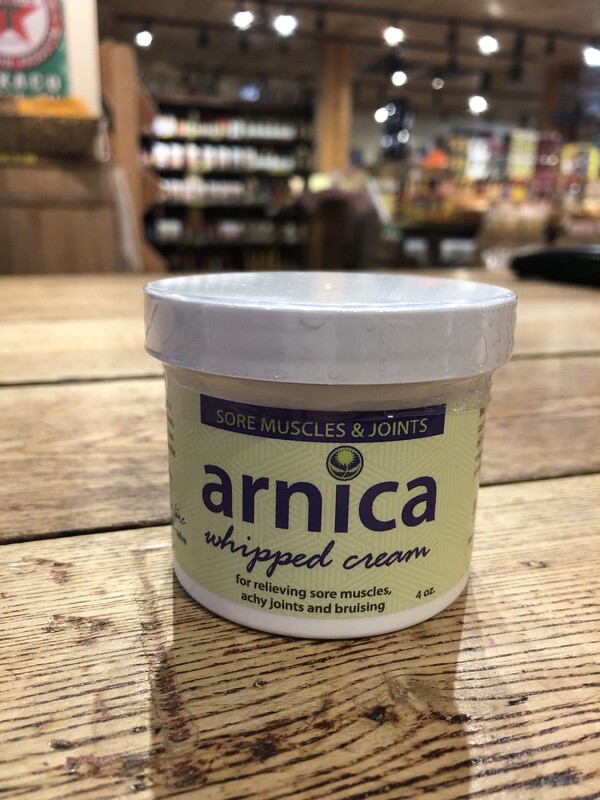 SORE MUSCLES & JOINTS
arnica
whipped cream
for relieving sore muscles,
achy joints and bruising
4 oz.